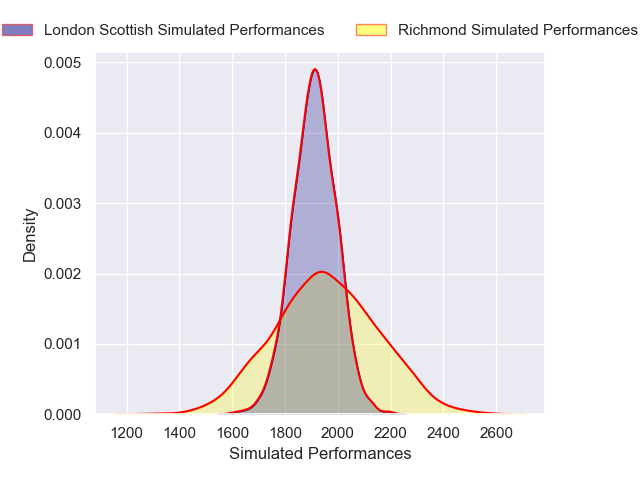 London Scottish Simulated Performances
Richmond Simulated Performances
0.005
0.004
0.003
0.002
0.001
0.000
Density
1200 1400 1600 1800 2000 2200 2400 2600
Simulated Performances